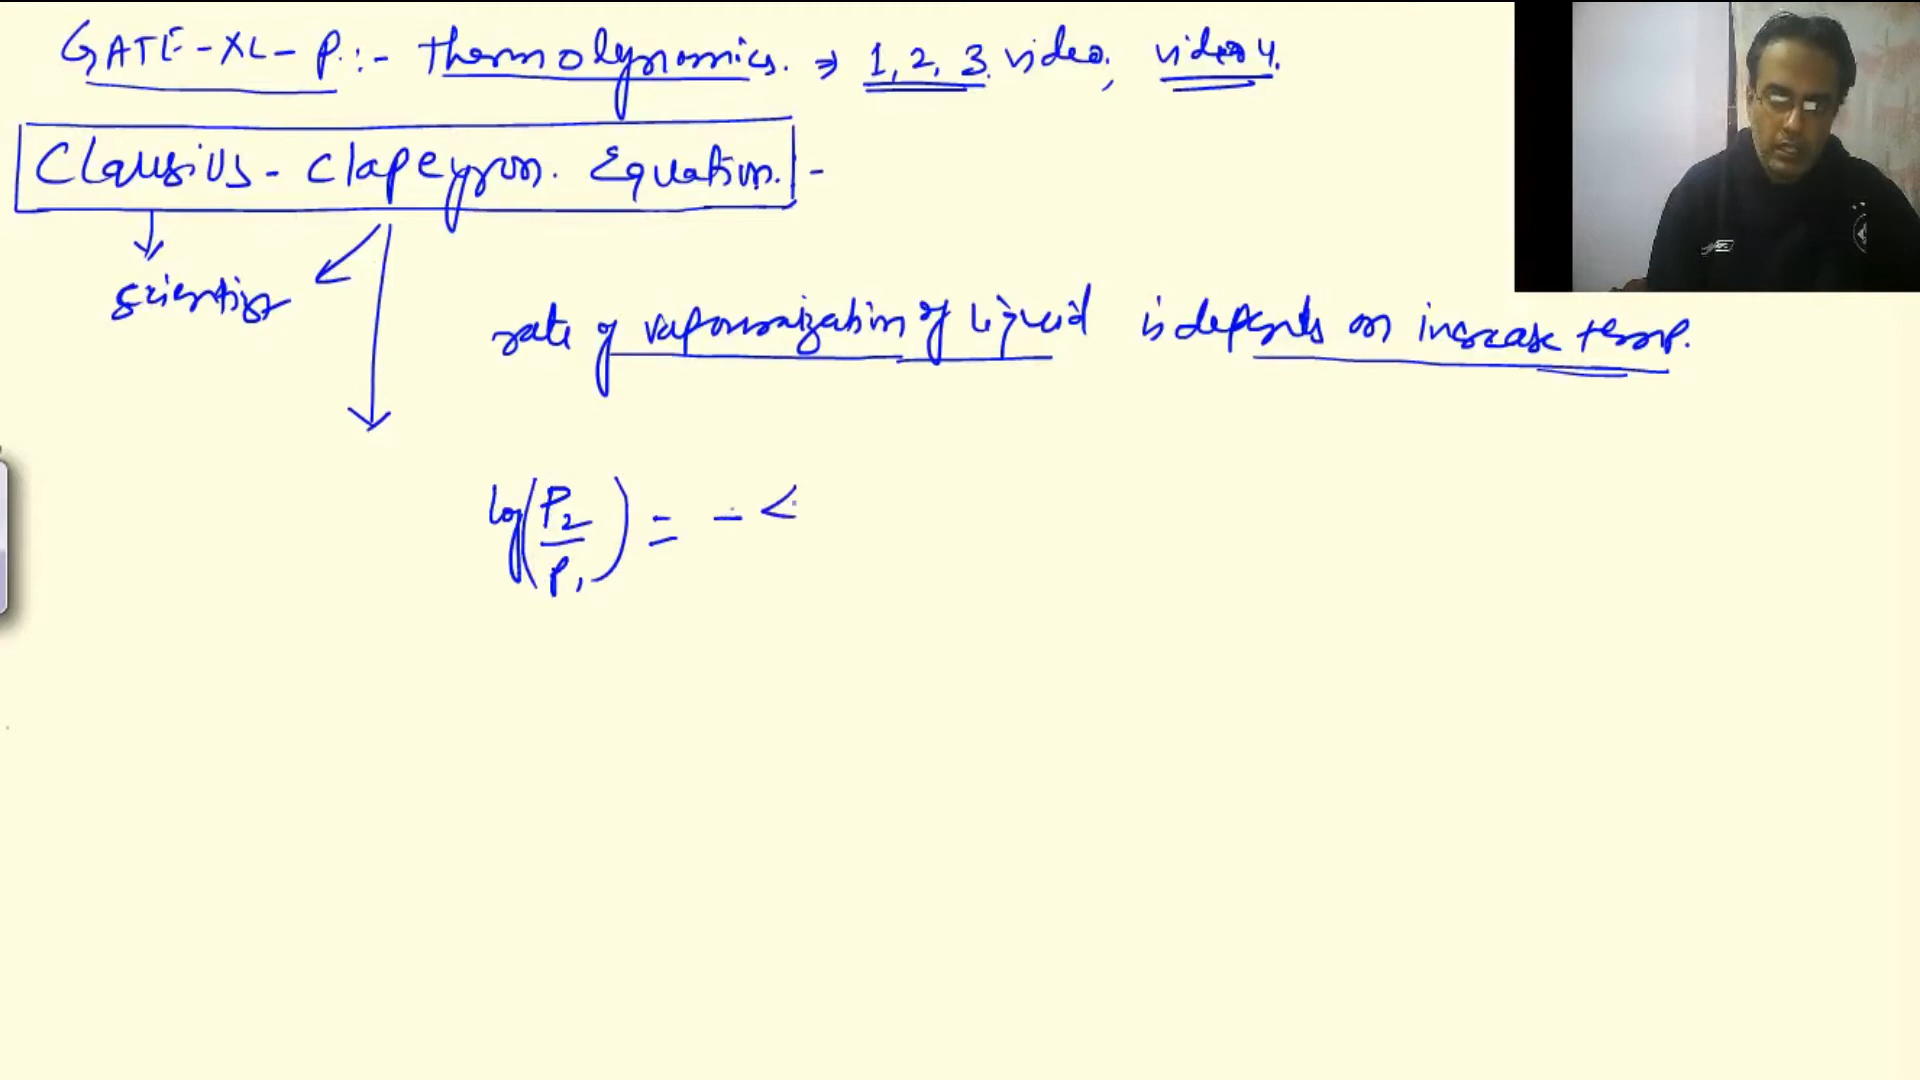 GATE-XL-P:- thermodynamics. ⇒ 1, 2, 3. video, video 4.
Clausius-Clapeyron. Equation. -
scientist
rate of vapourization of liquid is depends on increase temp.
log(P2/P1) = -